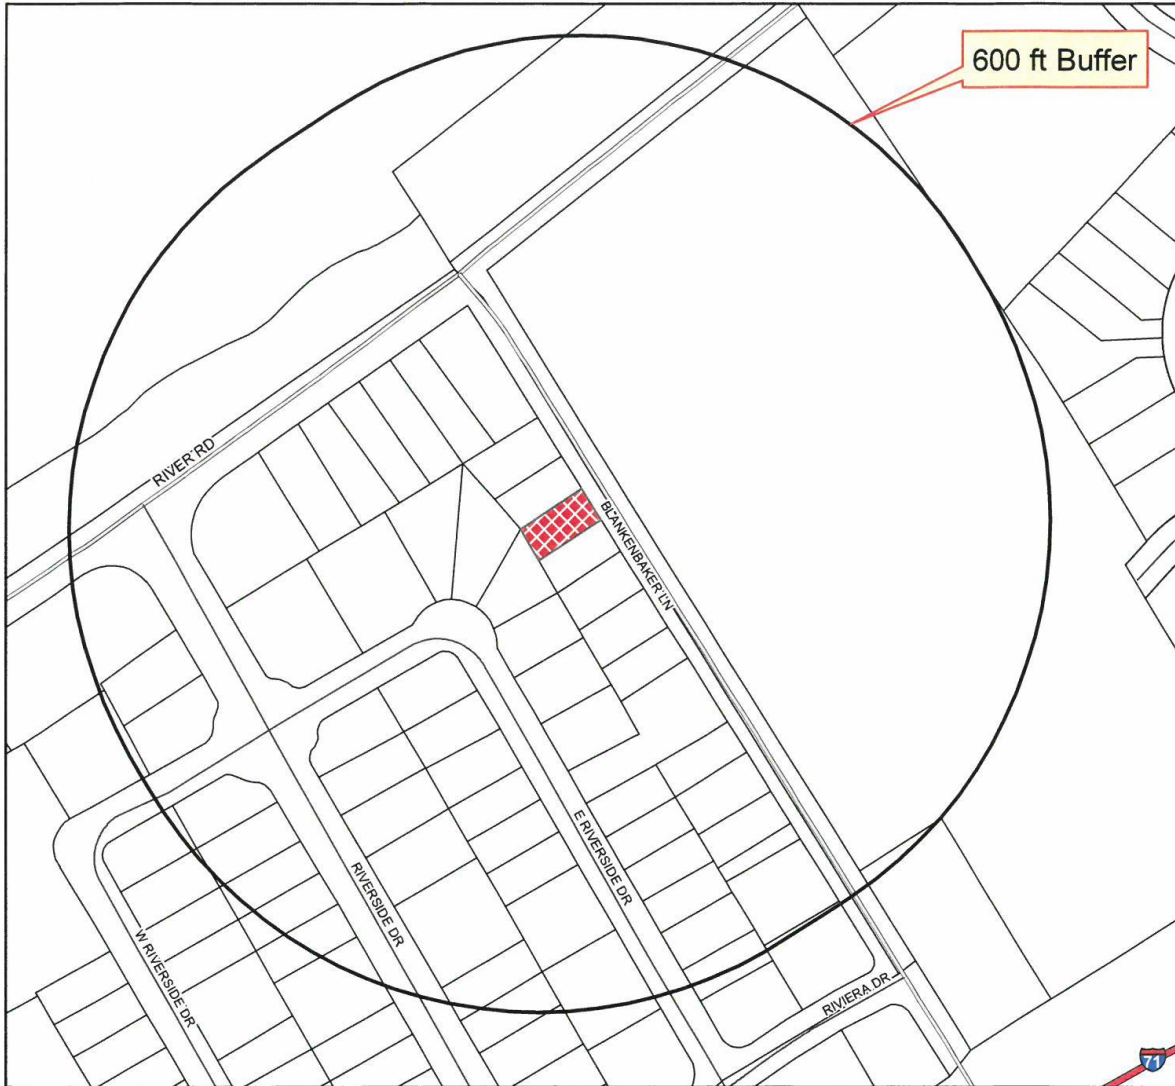 600 ft Buffer
RIVER RD
BLANKENBAKER LN
E RIVERSIDE DR
RIVERSIDE DR
W RIVERSIDE DR
RIVIERA DR
71